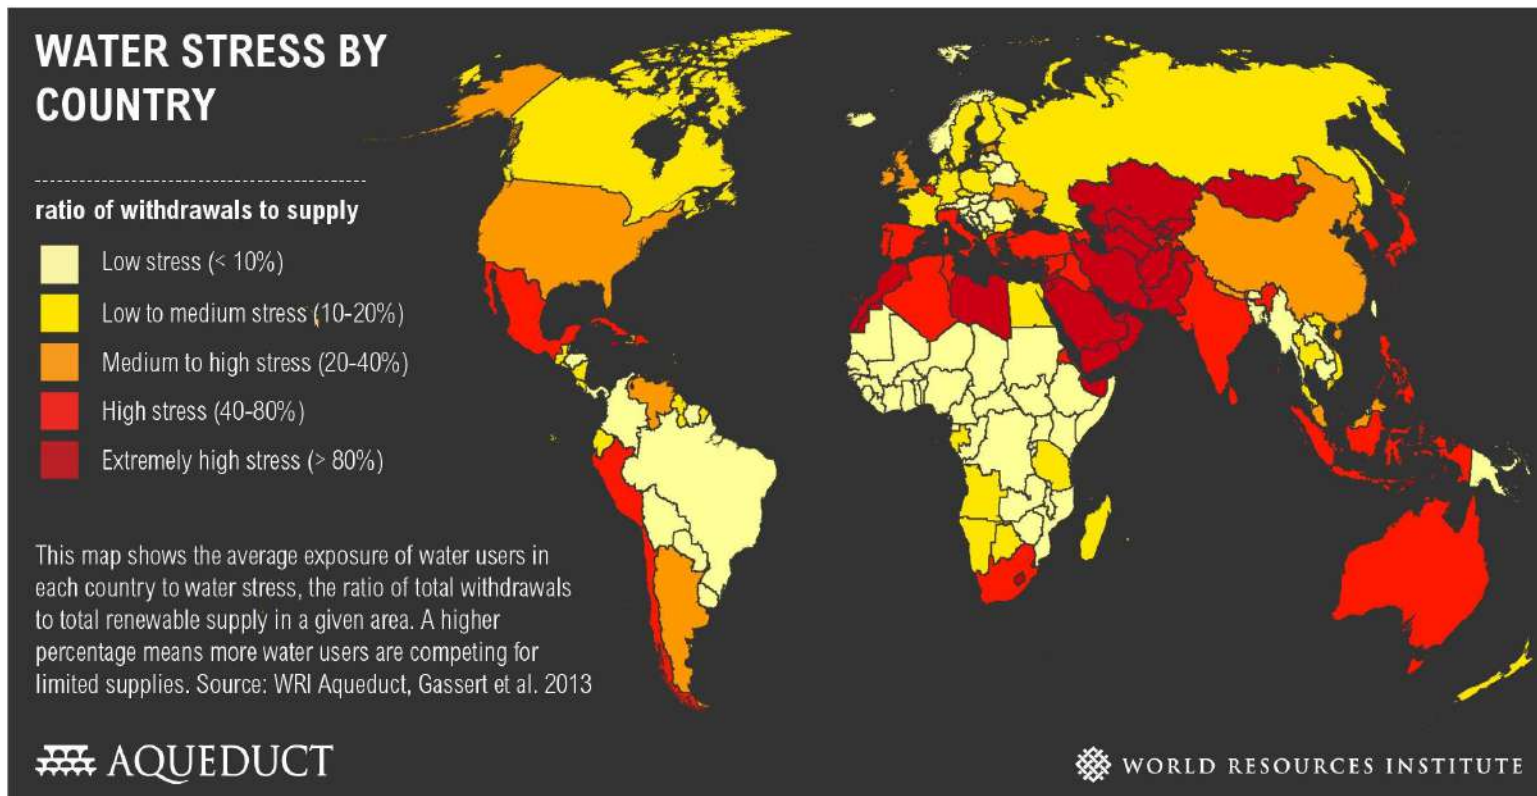 WATER STRESS BY
COUNTRY
ratio of withdrawals to supply
Low stress (< 10%)
Low to medium stress (10-20%)
Medium to high stress (20-40%)
High stress (40-80%)
Extremely high stress (> 80%)
This map shows the average exposure of water users in
each country to water stress, the ratio of total withdrawals
to total renewable supply in a given area. A higher
percentage means more water users are competing for
limited supplies. Source: WRI Aqueduct, Gassert et al. 2013
AQUEDUCT
WORLD RESOURCES INSTITUTE